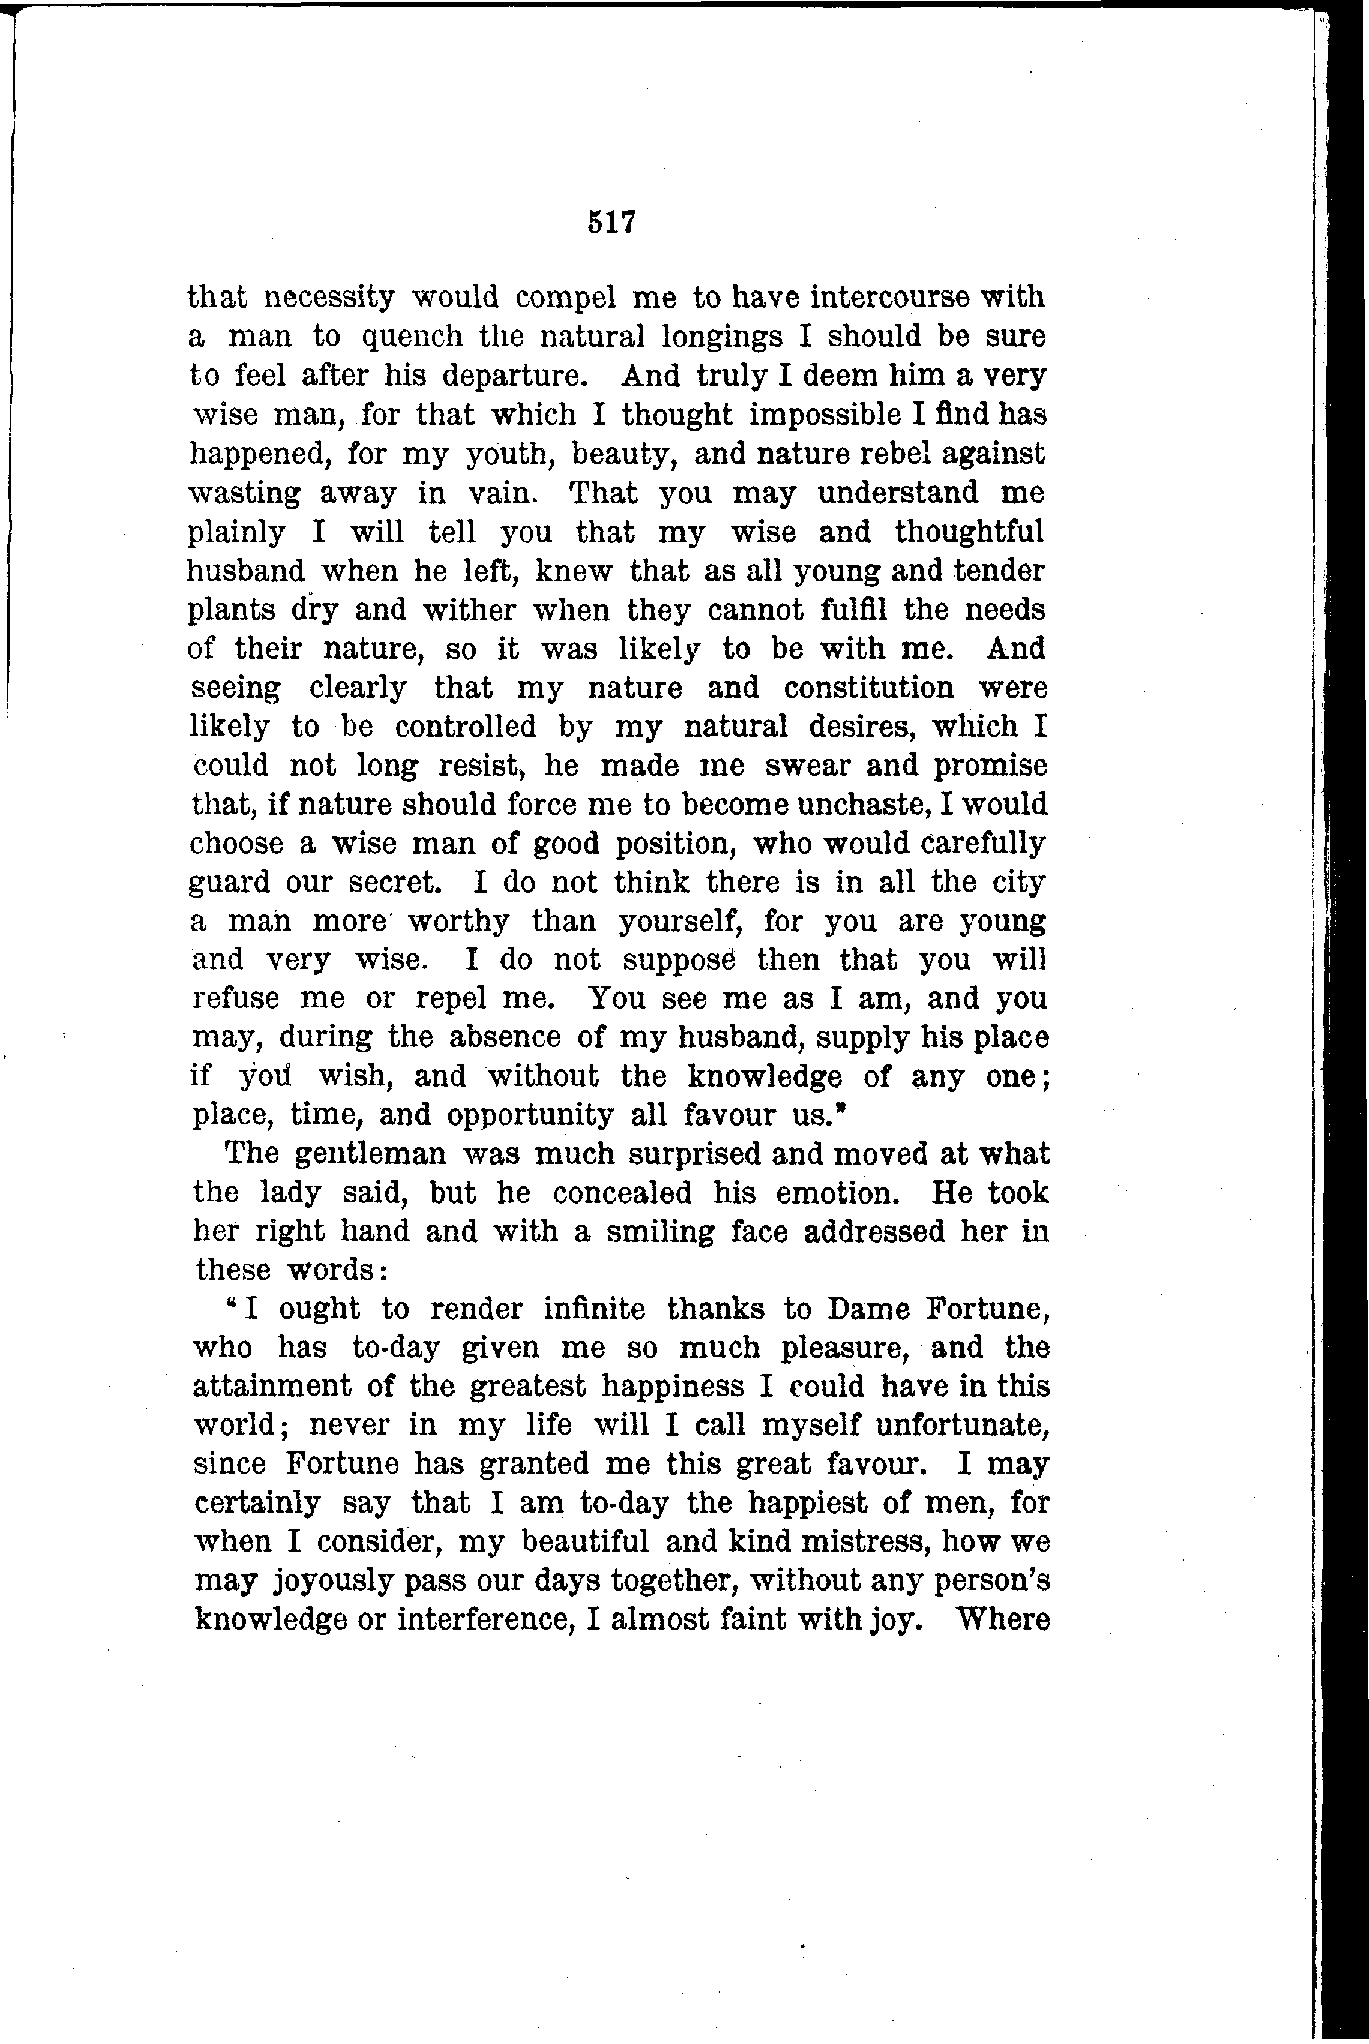 517
that necessity would compel me to have intercourse with
a man to quench the natural longings I should be sure
to feel after his departure. And truly I deem him a very
wise man, for that which I thought impossible I find has
happened, for my youth, beauty, and nature rebel against
wasting away in vain. That you may understand me
plainly I will tell you that my wise and thoughtful
husband when he left, knew that as all young and tender
plants dry and wither when they cannot fulfil the needs
of their nature, so it was likely to be with me. And
seeing clearly that my nature and constitution were
likely to be controlled by my natural desires, which I
could not long resist, he made me swear and promise
that, if nature should force me to become unchaste, I would
choose a wise man of good position, who would carefully
guard our secret. I do not think there is in all the city
a man more worthy than yourself, for you are young
and very wise. I do not suppose then that you will
refuse me or repel me. You see me as I am, and you
may, during the absence of my husband, supply his place
if you wish, and without the knowledge of any one;
place, time, and opportunity all favour us."
The gentleman was much surprised and moved at what
the lady said, but he concealed his emotion. He took
her right hand and with a smiling face addressed her in
these words:
"I ought to render infinite thanks to Dame Fortune,
who has to-day given me so much pleasure, and the
attainment of the greatest happiness I could have in this
world; never in my life will I call myself unfortunate,
since Fortune has granted me this great favour. I may
certainly say that I am to-day the happiest of men, for
when I consider, my beautiful and kind mistress, how we
may joyously pass our days together, without any person's
knowledge or interference, I almost faint with joy. Where